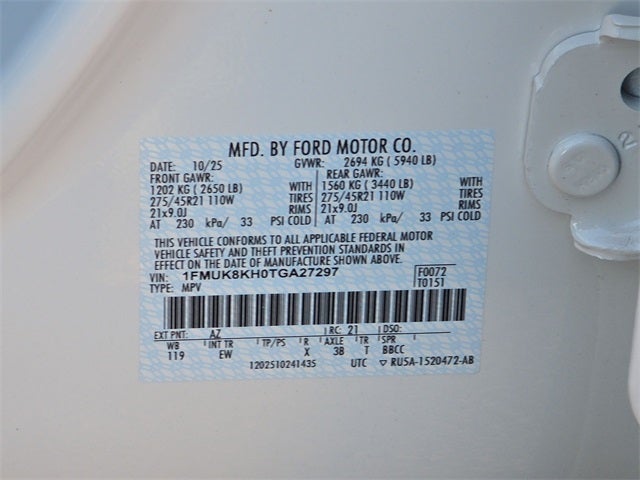 MFD. BY FORD MOTOR CO.
DATE: 10/25 GVWR: 2694 KG ( 5940 LB)
FRONT GAWR: REAR GAWR:
1202 KG ( 2650 LB) WITH 1560 KG ( 3440 LB) WITH
275/45R21 110W TIRES 275/45R21 110W TIRES
21x9.0J RIMS 21x9.0J RIMS
AT 230 kPa/ 33 PSI COLD AT 230 kPa/ 33 PSI COLD
THIS VEHICLE CONFORMS TO ALL APPLICABLE FEDERAL MOTOR
VEHICLE SAFETY AND THEFT PREVENTION STANDARDS IN
EFFECT ON THE DATE OF MANUFACTURE SHOWN ABOVE.
VIN: 1FMUK8KH0TGA27297 F0072
TYPE: MPV T0151
EXT PNT: AZ RC: 21 DSO:
WB INT TR TP/PS R AXLE TR SPR
119 EW X 3B T BBCC
1202510241435 UTC ▽ RU5A-1520472-AB
2